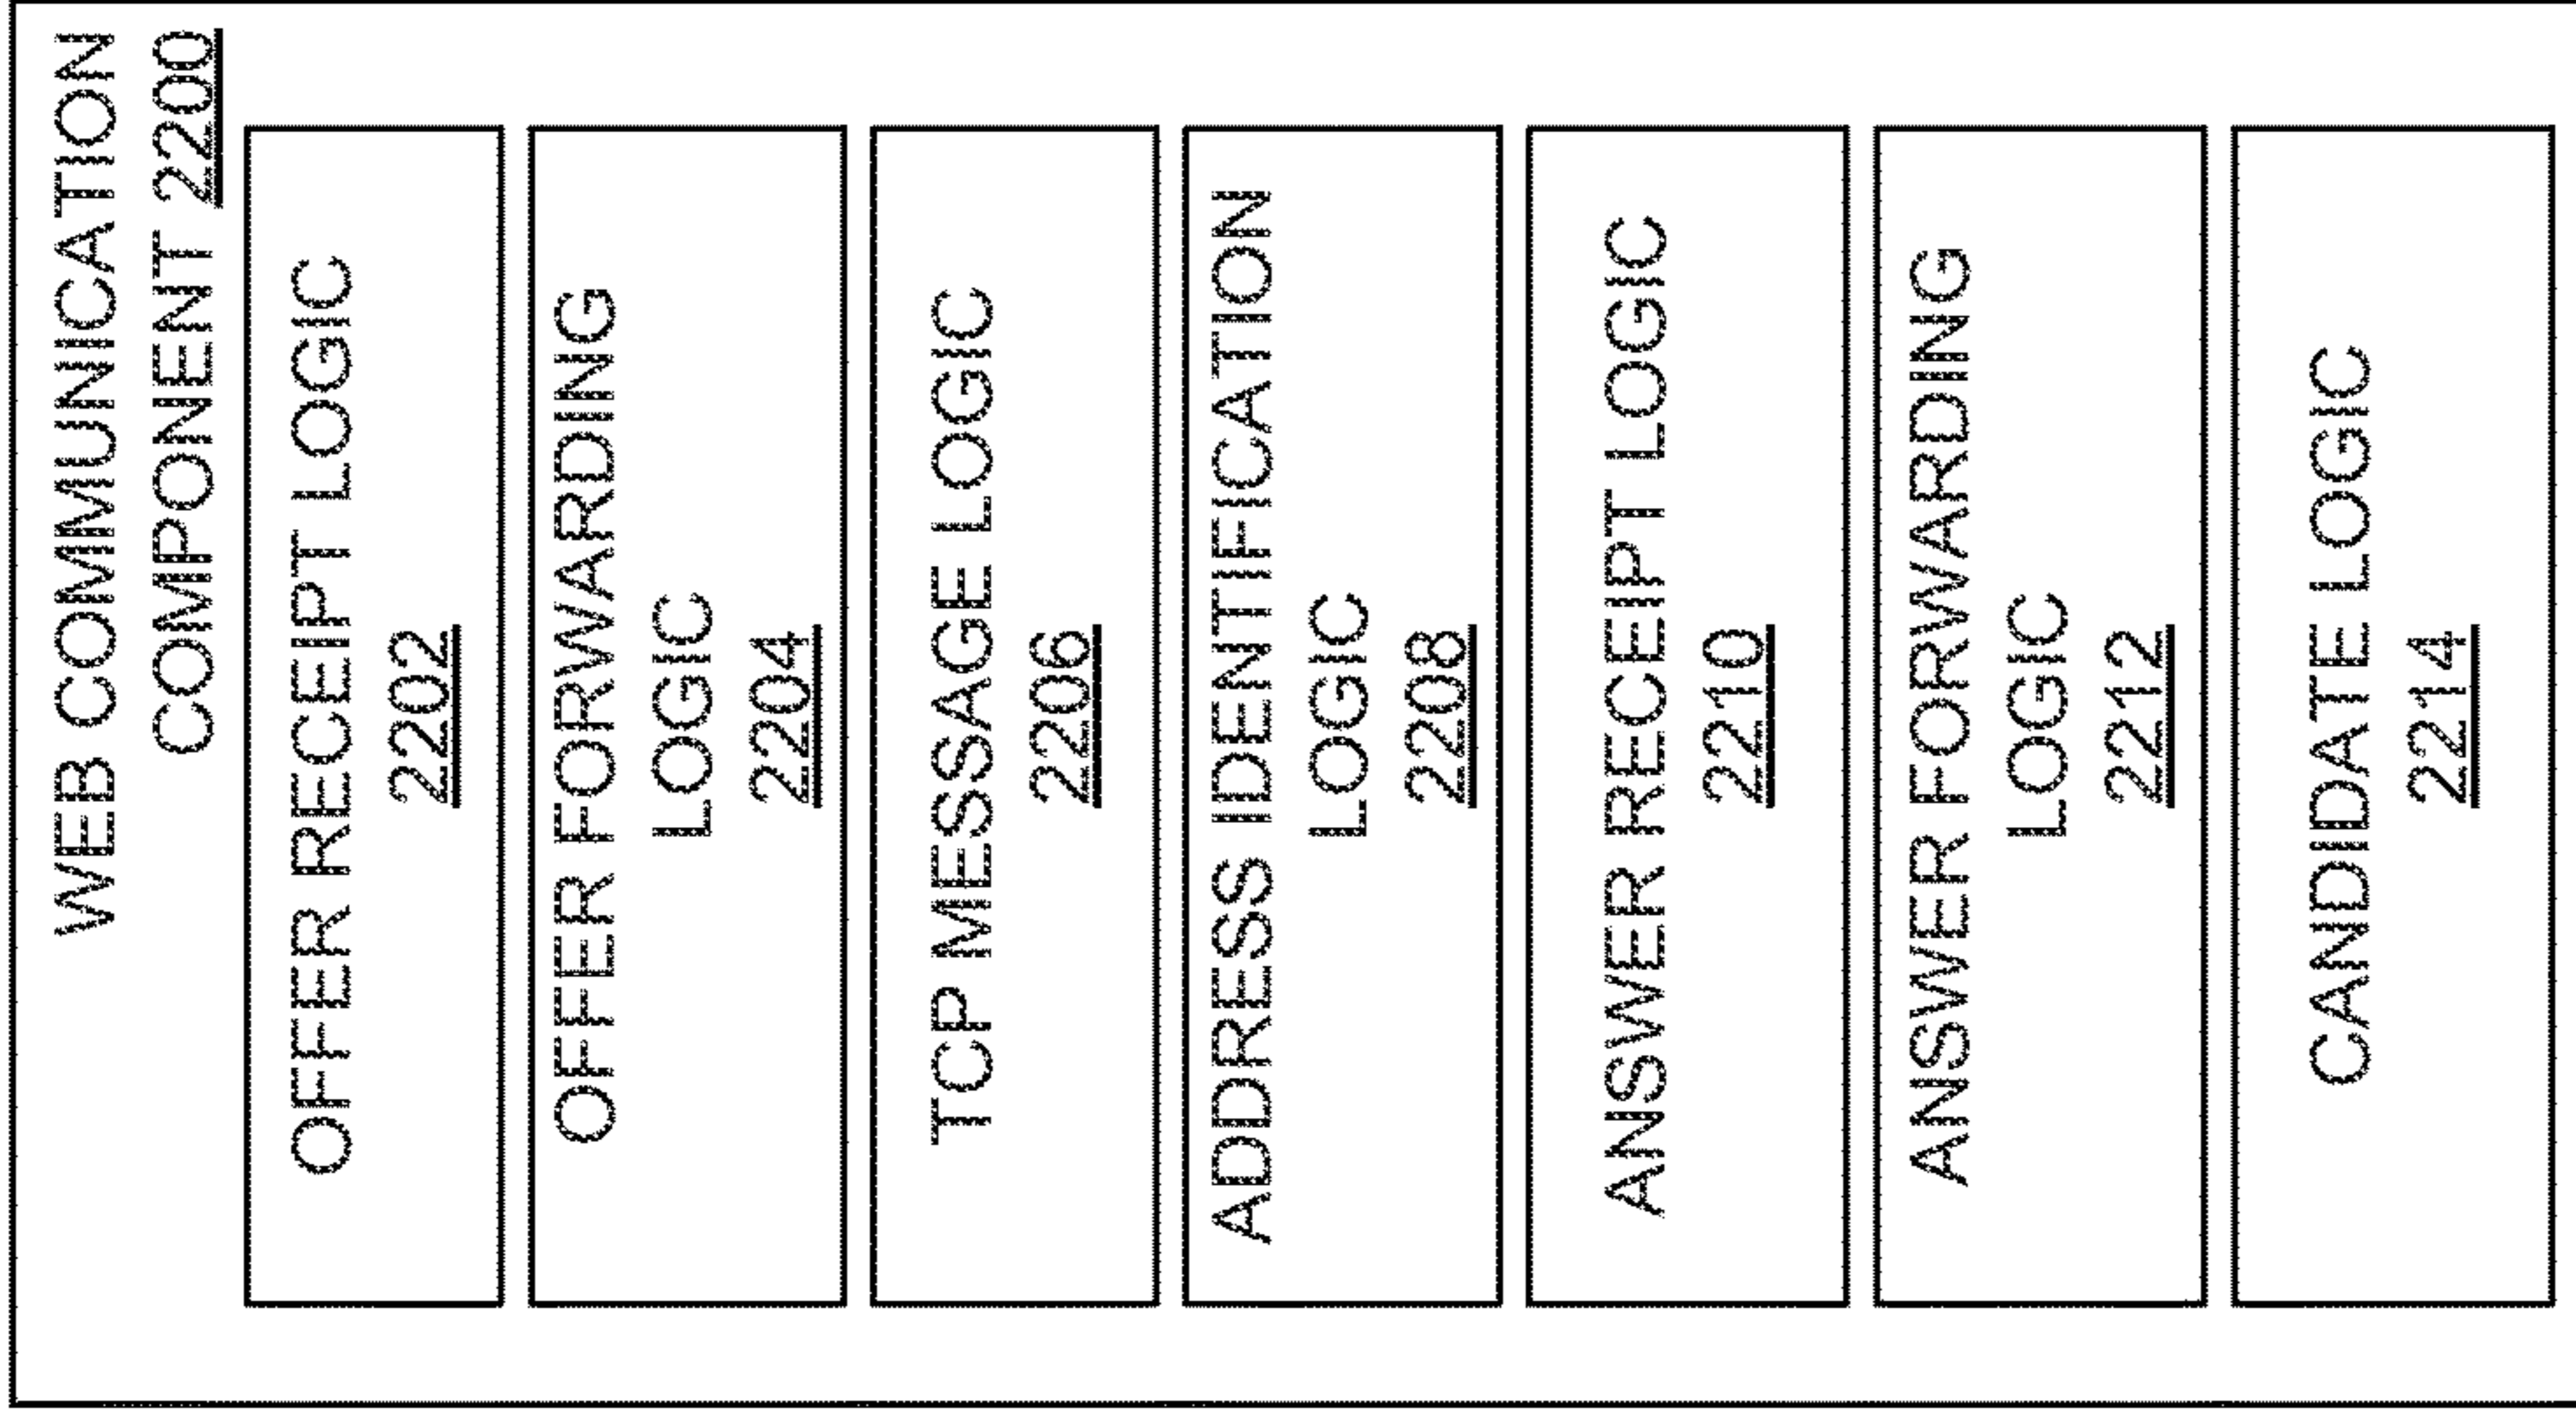 WEB COMMUNICATION
COMPONENT 2200
OFFER RECEIPT LOGIC
2202
OFFER FORWARDING
LOGIC
2204
TCP MESSAGE LOGIC
2206
ADDRESS IDENTIFICATION
LOGIC
2208
ANSWER RECEIPT LOGIC
2210
ANSWER FORWARDING
LOGIC
2212
CANDIDATE LOGIC
2214